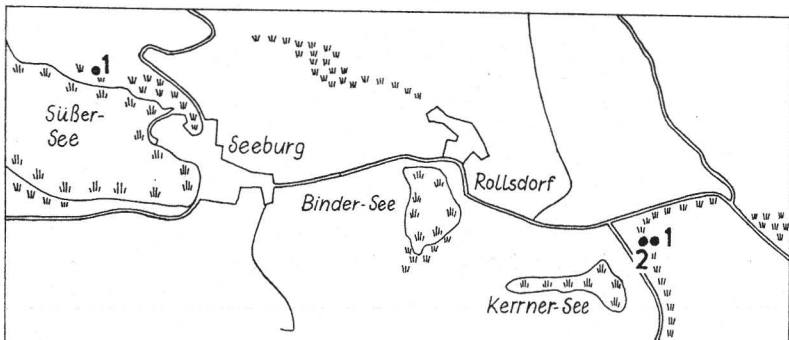 1
Süßer-
See
Seeburg
Rollsdorf
Binder-See
1
2
Kerrner-See